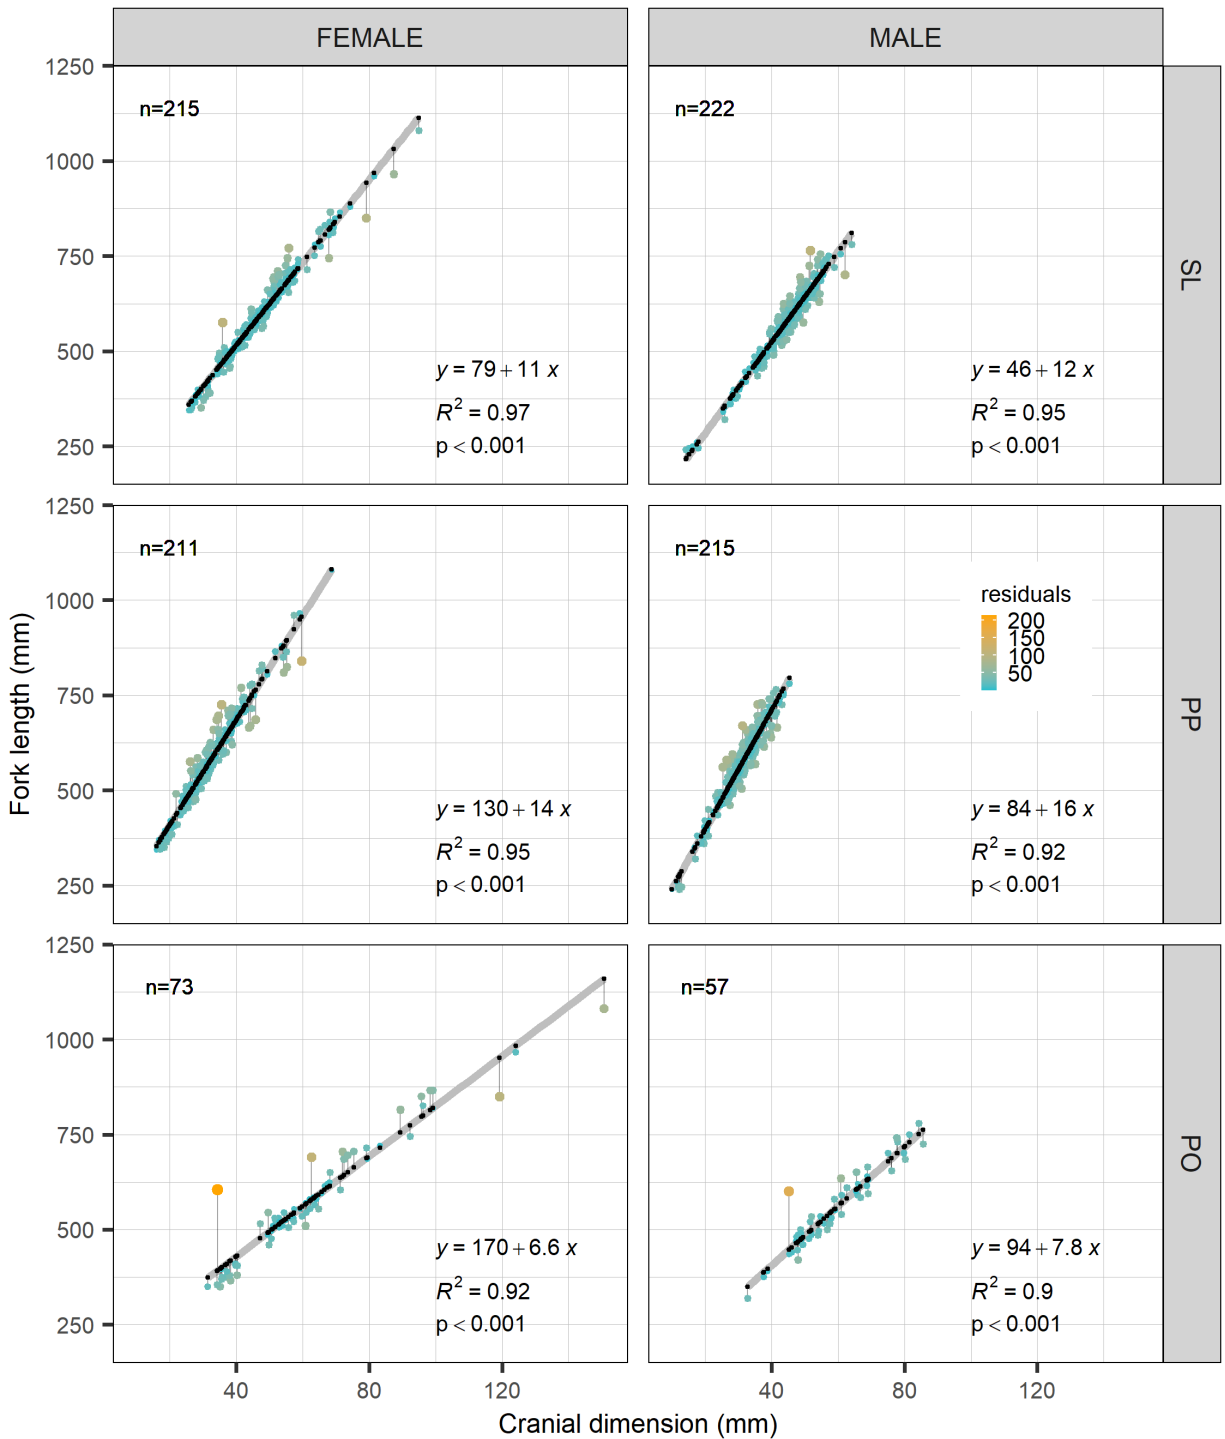 FEMALE
MALE
1250
1000
750
500
250
n=215
y = 79 + 11 x
R² = 0.97
p < 0.001
n=222
y = 46 + 12 x
R² = 0.95
p < 0.001
SL
1250
1000
750
500
250
n=211
y = 130 + 14 x
R² = 0.95
p < 0.001
n=215
residuals
200
150
100
50
y = 84 + 16 x
R² = 0.92
p < 0.001
PP
Fork length (mm)
1250
1000
750
500
250
n=73
y = 170 + 6.6 x
R² = 0.92
p < 0.001
n=57
y = 94 + 7.8 x
R² = 0.9
p < 0.001
PO
40 80 120
40 80 120
Cranial dimension (mm)